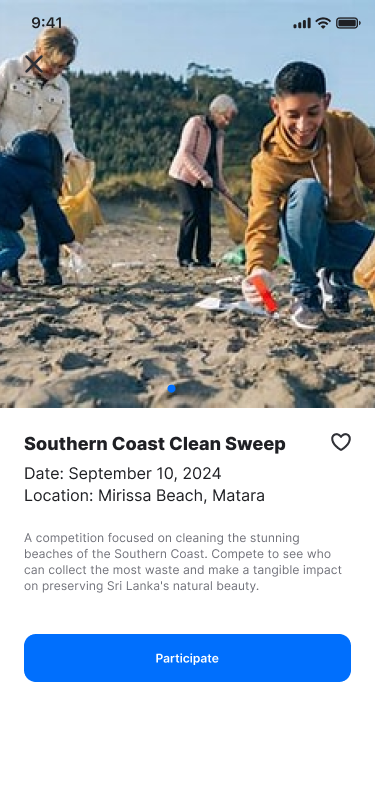 9:41
Southern Coast Clean Sweep
Date: September 10, 2024
Location: Mirissa Beach, Matara
A competition focused on cleaning the stunning
beaches of the Southern Coast. Compete to see who
can collect the most waste and make a tangible impact
on preserving Sri Lanka's natural beauty.
Participate